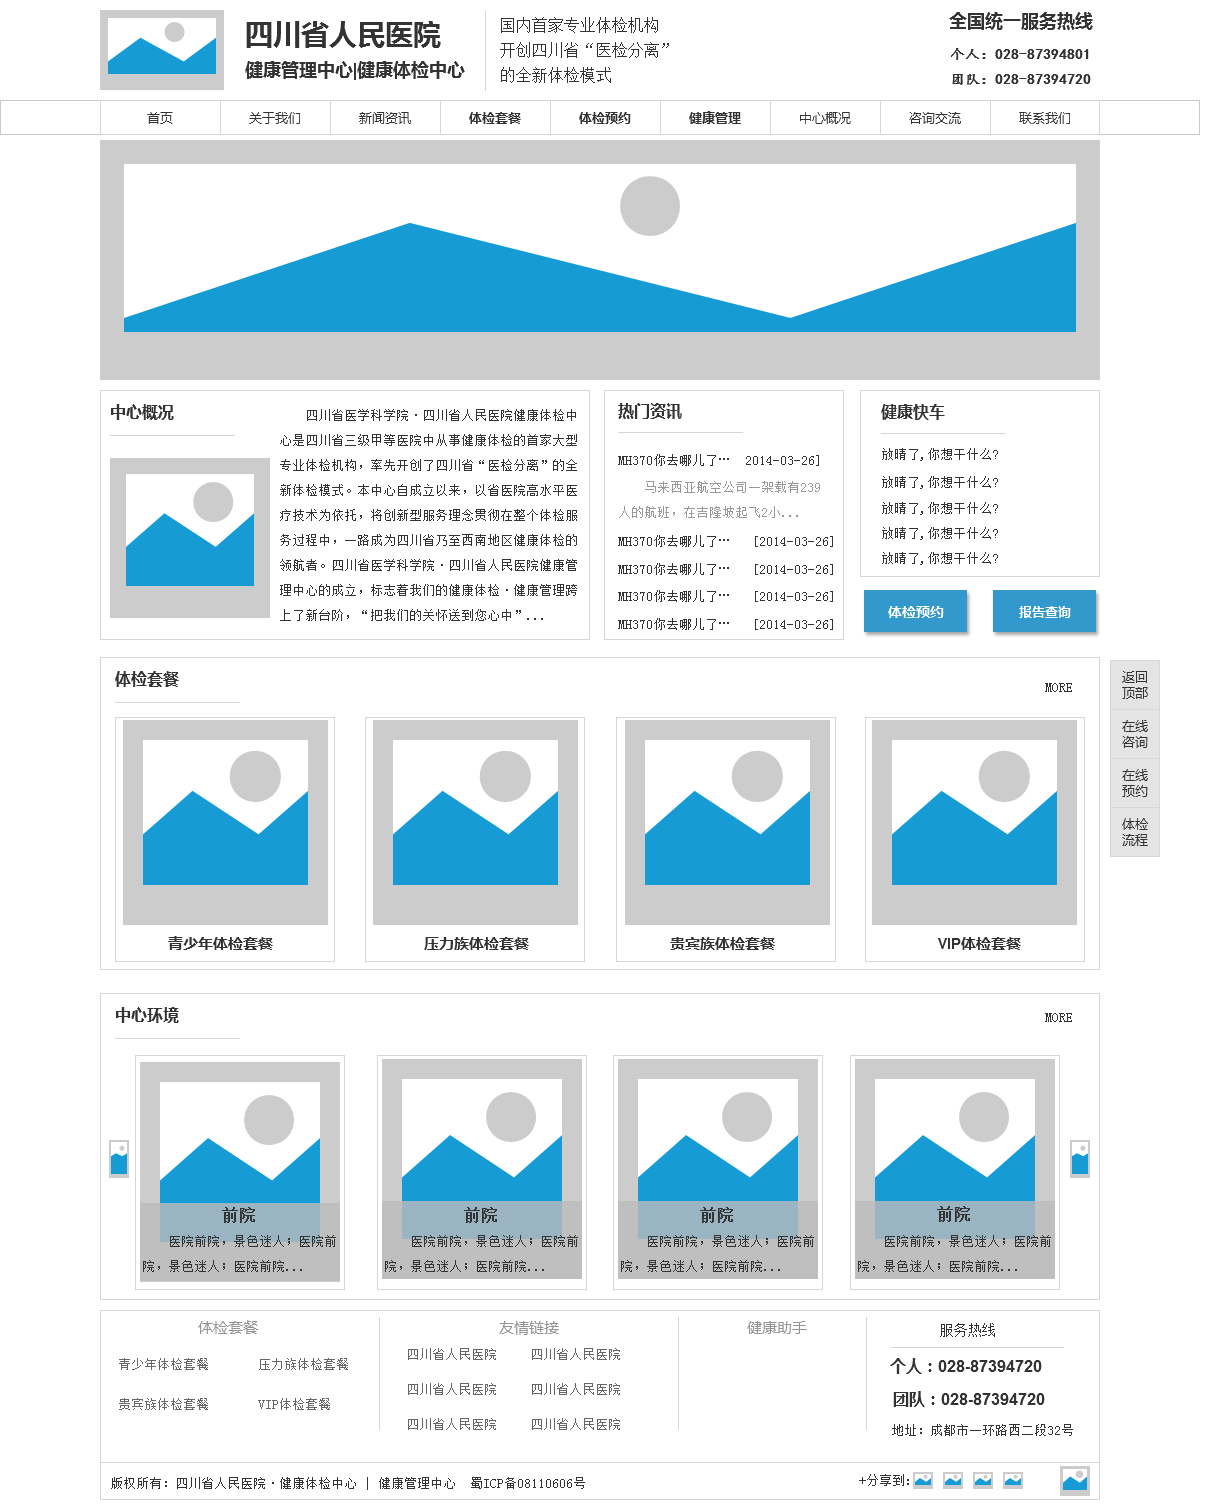 四川省人民医院
健康管理中心|健康体检中心
国内首家专业体检机构
开创四川省“医检分离”
的全新体检模式
全国统一服务热线
个人：028-87394801
团队：028-87394720
首页 关于我们 新闻资讯 体检套餐 体检预约 健康管理 中心概况 咨询交流 联系我们
中心概况
四川省医学科学院·四川省人民医院健康体检中
心是四川省三级甲等医院中从事健康体检的首家大型
专业体检机构，率先开创了四川省“医检分离”的全
新体检模式。本中心自成立以来，以省医院高水平医
疗技术为依托，将创新型服务理念贯彻在整个体检服
务过程中，一路成为四川省乃至西南地区健康体检的
领航者。四川省医学科学院·四川省人民医院健康管
理中心的成立，标志着我们的健康体检·健康管理跨
上了新台阶，“把我们的关怀送到您心中”...
热门资讯
MH370你去哪儿了… 2014-03-26]
马来西亚航空公司一架载有239
人的航班，在吉隆坡起飞2小...
MH370你去哪儿了… [2014-03-26]
MH370你去哪儿了… [2014-03-26]
MH370你去哪儿了… [2014-03-26]
MH370你去哪儿了… [2014-03-26]
健康快车
放晴了,你想干什么?
放晴了,你想干什么?
放晴了,你想干什么?
放晴了,你想干什么?
放晴了,你想干什么?
体检预约 报告查询
体检套餐
MORE
青少年体检套餐 压力族体检套餐 贵宾族体检套餐 VIP体检套餐
返回
顶部
在线
咨询
在线
预约
体检
流程
中心环境
MORE
前院
医院前院，景色迷人；医院前
院，景色迷人；医院前院...
前院
医院前院，景色迷人；医院前
院，景色迷人；医院前院...
前院
医院前院，景色迷人；医院前
院，景色迷人；医院前院...
前院
医院前院，景色迷人；医院前
院，景色迷人；医院前院...
体检套餐
青少年体检套餐 压力族体检套餐
贵宾族体检套餐 VIP体检套餐
友情链接
四川省人民医院 四川省人民医院
四川省人民医院 四川省人民医院
四川省人民医院 四川省人民医院
健康助手
服务热线
个人：028-87394720
团队：028-87394720
地址：成都市一环路西二段32号
版权所有：四川省人民医院·健康体检中心 | 健康管理中心 蜀ICP备08110606号
+分享到: